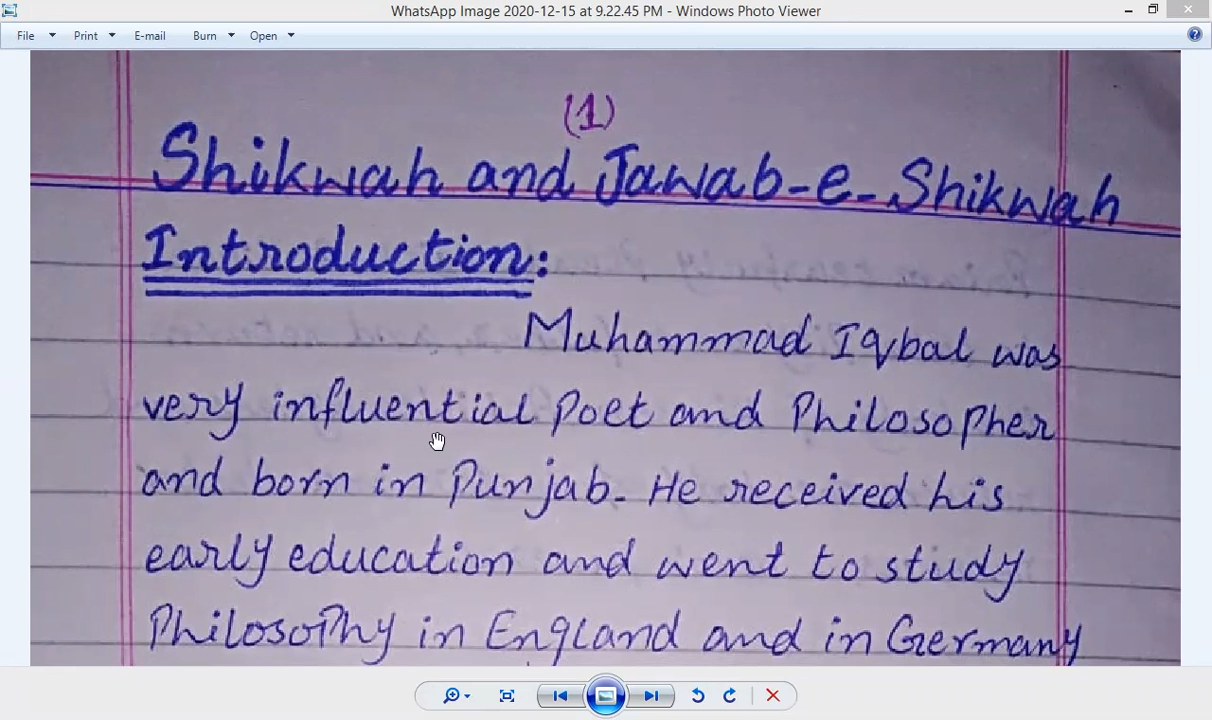 WhatsApp Image 2020-12-15 at 9.22.45 PM - Windows Photo Viewer
File Print E-mail Burn Open
(1)
Shikwah and Jawab-e-Shikwah
Introduction:
Muhammad Iqbal was
very influential Poet and Philosopher
and born in Punjab. He received his
early education and went to study
Philosophy in England and in Germany